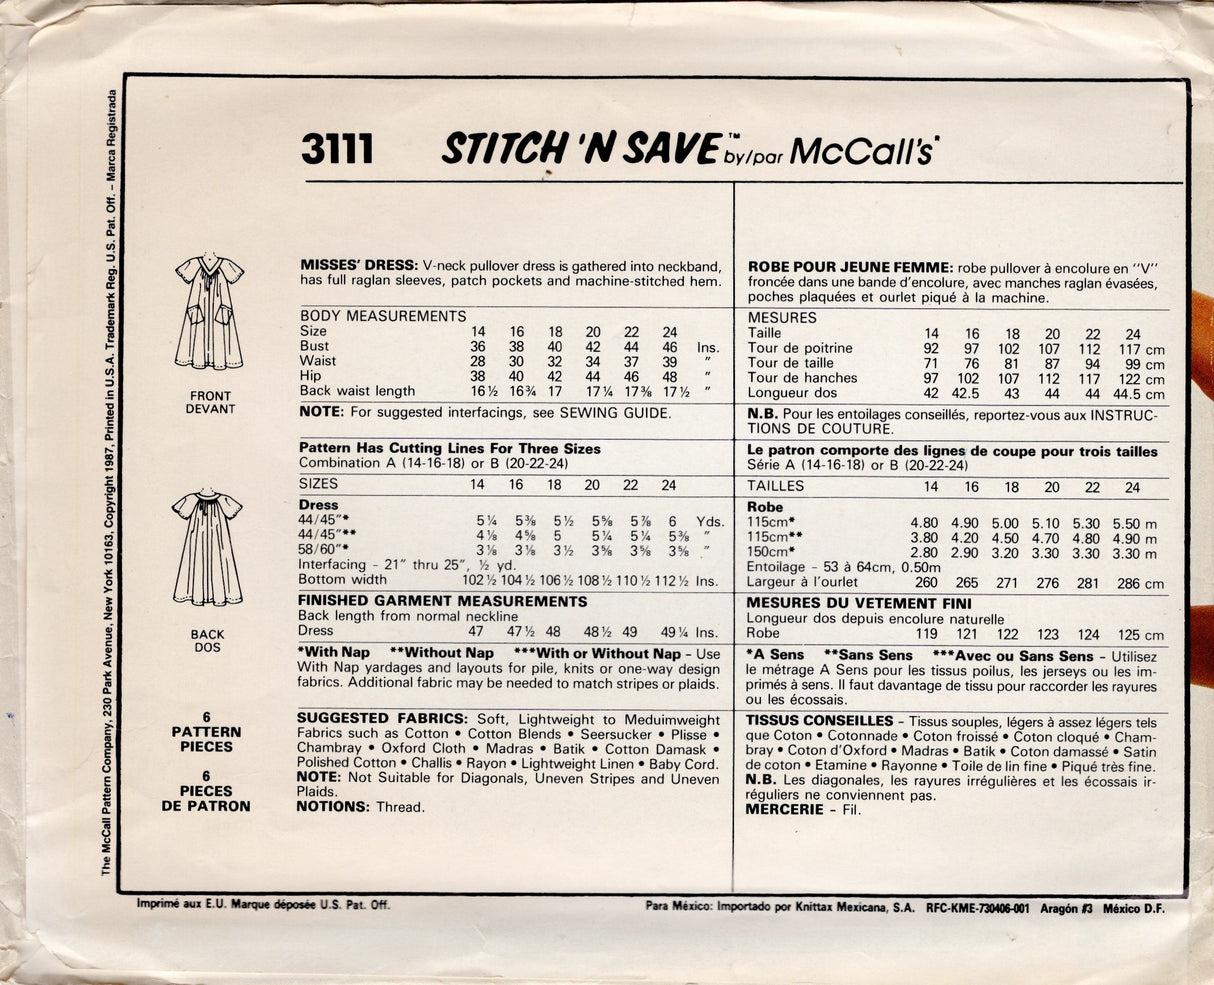 3111 STITCH 'N SAVE™ by/par McCall's*
MISSES' DRESS: V-neck pullover dress is gathered into neckband,
has full raglan sleeves, patch pockets and machine-stitched hem.
BODY MEASUREMENTS
Size 14 16 18 20 22 24
Bust 36 38 40 42 44 46 Ins.
Waist 28 30 32 34 37 39 "
Hip 38 40 42 44 46 48 "
Back waist length 16½ 16¾ 17 17¼ 17⅜ 17½ "
NOTE: For suggested interfacings, see SEWING GUIDE.
Pattern Has Cutting Lines For Three Sizes
Combination A (14-16-18) or B (20-22-24)
SIZES 14 16 18 20 22 24
Dress
44/45"* 5¼ 5⅜ 5½ 5⅝ 5⅞ 6 Yds.
44/45"** 4⅛ 4⅝ 5 5¼ 5¼ 5⅜ "
58/60"* 3⅛ 3⅛ 3½ 3⅝ 3⅝ 3⅝ "
Interfacing - 21" thru 25", ½ yd.
Bottom width 102½ 104½ 106½ 108½ 110½ 112½ Ins.
FINISHED GARMENT MEASUREMENTS
Back length from normal neckline
Dress 47 47½ 48 48½ 49 49¼ Ins.
*With Nap **Without Nap ***With or Without Nap - Use
With Nap yardages and layouts for pile, knits or one-way design
fabrics. Additional fabric may be needed to match stripes or plaids.
SUGGESTED FABRICS: Soft, Lightweight to Meduimweight
Fabrics such as Cotton • Cotton Blends • Seersucker • Plisse •
Chambray • Oxford Cloth • Madras • Batik • Cotton Damask •
Polished Cotton • Challis • Rayon • Lightweight Linen • Baby Cord.
NOTE: Not Suitable for Diagonals, Uneven Stripes and Uneven
Plaids.
NOTIONS: Thread.
ROBE POUR JEUNE FEMME: robe pullover à encolure en "V"
froncée dans une bande d'encolure, avec manches raglan évasées,
poches plaquées et ourlet piqué à la machine.
MESURES
Taille 14 16 18 20 22 24
Tour de poitrine 92 97 102 107 112 117 cm
Tour de taille 71 76 81 87 94 99 cm
Tour de hanches 97 102 107 112 117 122 cm
Longueur dos 42 42.5 43 44 44 44.5 cm
N.B. Pour les entoilages conseillés, reportez-vous aux INSTRUC-
TIONS DE COUTURE.
Le patron comporte des lignes de coupe pour trois tailles
Série A (14-16-18) or B (20-22-24)
TAILLES 14 16 18 20 22 24
Robe
115cm* 4.80 4.90 5.00 5.10 5.30 5.50 m
115cm** 3.80 4.20 4.50 4.70 4.80 4.90 m
150cm* 2.80 2.90 3.20 3.30 3.30 3.30 m
Entoilage - 53 à 64cm, 0.50m
Largeur à l'ourlet 260 265 271 276 281 286 cm
MESURES DU VETEMENT FINI
Longueur dos depuis encolure naturelle
Robe 119 121 122 123 124 125 cm
*A Sens **Sans Sens ***Avec ou Sans Sens - Utilisez
le métrage A Sens pour les tissus poilus, les jerseys ou les im-
primés à sens. Il faut davantage de tissu pour raccorder les rayures
ou les écossais.
TISSUS CONSEILLES - Tissus souples, légers à assez légers tels
que Coton • Cotonnade • Coton froissé • Coton cloqué • Cham-
bray • Coton d'Oxford • Madras • Batik • Coton damassé • Satin
de coton • Etamine • Rayonne • Toile de lin fine • Piqué très fine.
N.B. Les diagonales, les rayures irrégulières et les écossais ir-
réguliers ne conviennent pas.
MERCERIE - Fil.
FRONT
DEVANT
BACK
DOS
6
PATTERN
PIECES
6
PIECES
DE PATRON
The McCall Pattern Company, 230 Park Avenue, New York 10163, Copyright 1987, Printed in U.S.A. Trademark Reg. U.S. Pat. Off. - Marca Registrada
Imprimé aux E.U. Marque déposée U.S. Pat. Off.
Para México: Importado por Knittax Mexicana, S.A. RFC-KME-730406-001 Aragón #3 México D.F.